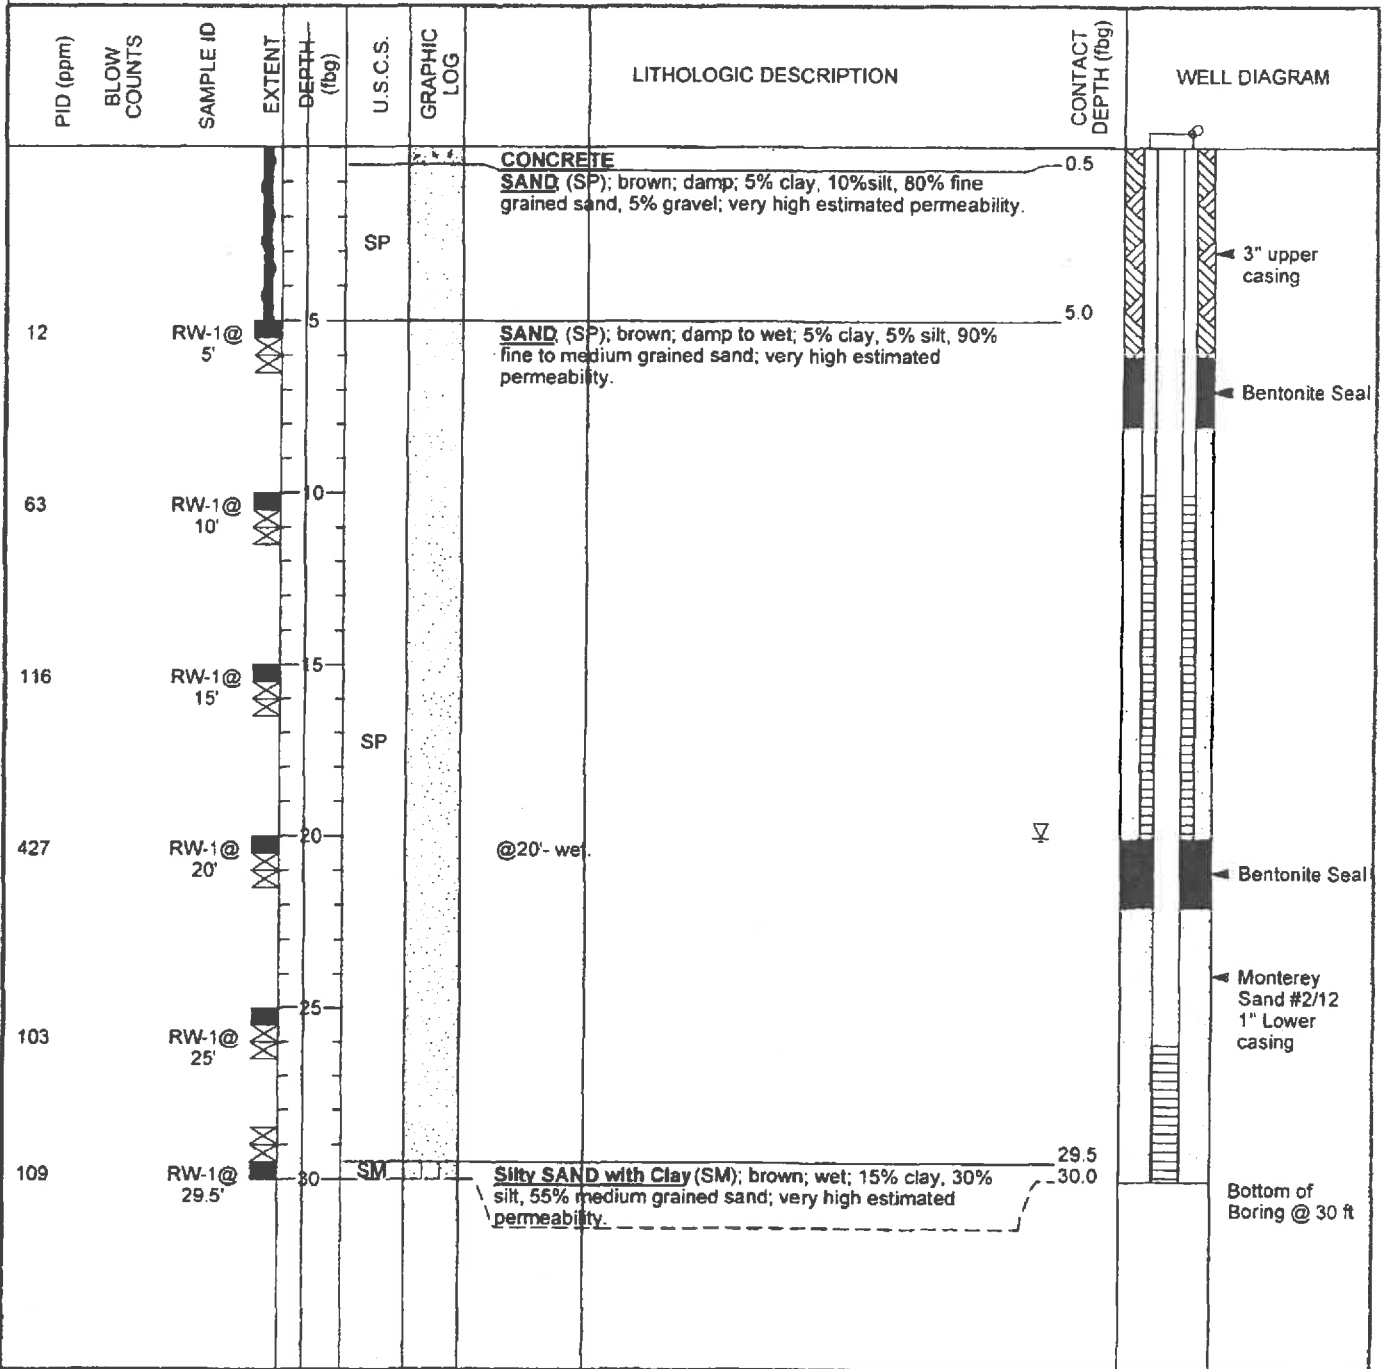 PID (ppm)
BLOW
COUNTS
SAMPLE ID
EXTENT
DEPTH
(fbg)
U.S.C.S.
GRAPHIC
LOG
LITHOLOGIC DESCRIPTION
CONTACT
DEPTH (fbg)
WELL DIAGRAM
CONCRETE
0.5
SAND (SP); brown; damp; 5% clay, 10%silt, 80% fine
grained sand, 5% gravel; very high estimated permeability.
SP
3" upper
casing
5.0
12
RW-1@
5'
5
SAND (SP); brown; damp to wet; 5% clay, 5% silt, 90%
fine to medium grained sand; very high estimated
permeability.
Bentonite Seal
63
RW-1@
10'
10
116
RW-1@
15'
15
SP
427
RW-1@
20'
20
@20'- wet.
Bentonite Seal
Monterey
Sand #2/12
1" Lower
casing
103
RW-1@
25'
25
109
RW-1@
29.5'
30
SM
29.5
30.0
Silty SAND with Clay (SM); brown; wet; 15% clay, 30%
silt, 55% medium grained sand; very high estimated
permeability.
Bottom of
Boring @ 30 ft